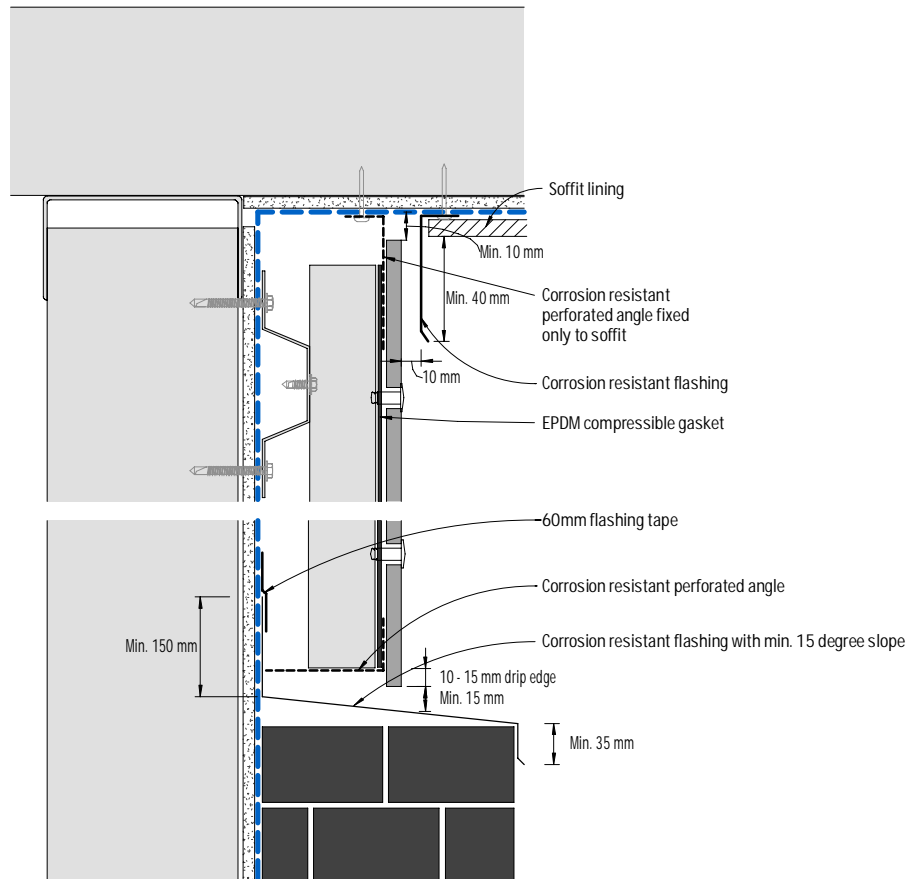 Soffit lining
Min. 10 mm
Min. 40 mm
Corrosion resistant
perforated angle fixed
only to soffit
10 mm
Corrosion resistant flashing
EPDM compressible gasket
60mm flashing tape
Corrosion resistant perforated angle
Min. 150 mm
Corrosion resistant flashing with min. 15 degree slope
10 - 15 mm drip edge
Min. 15 mm
Min. 35 mm